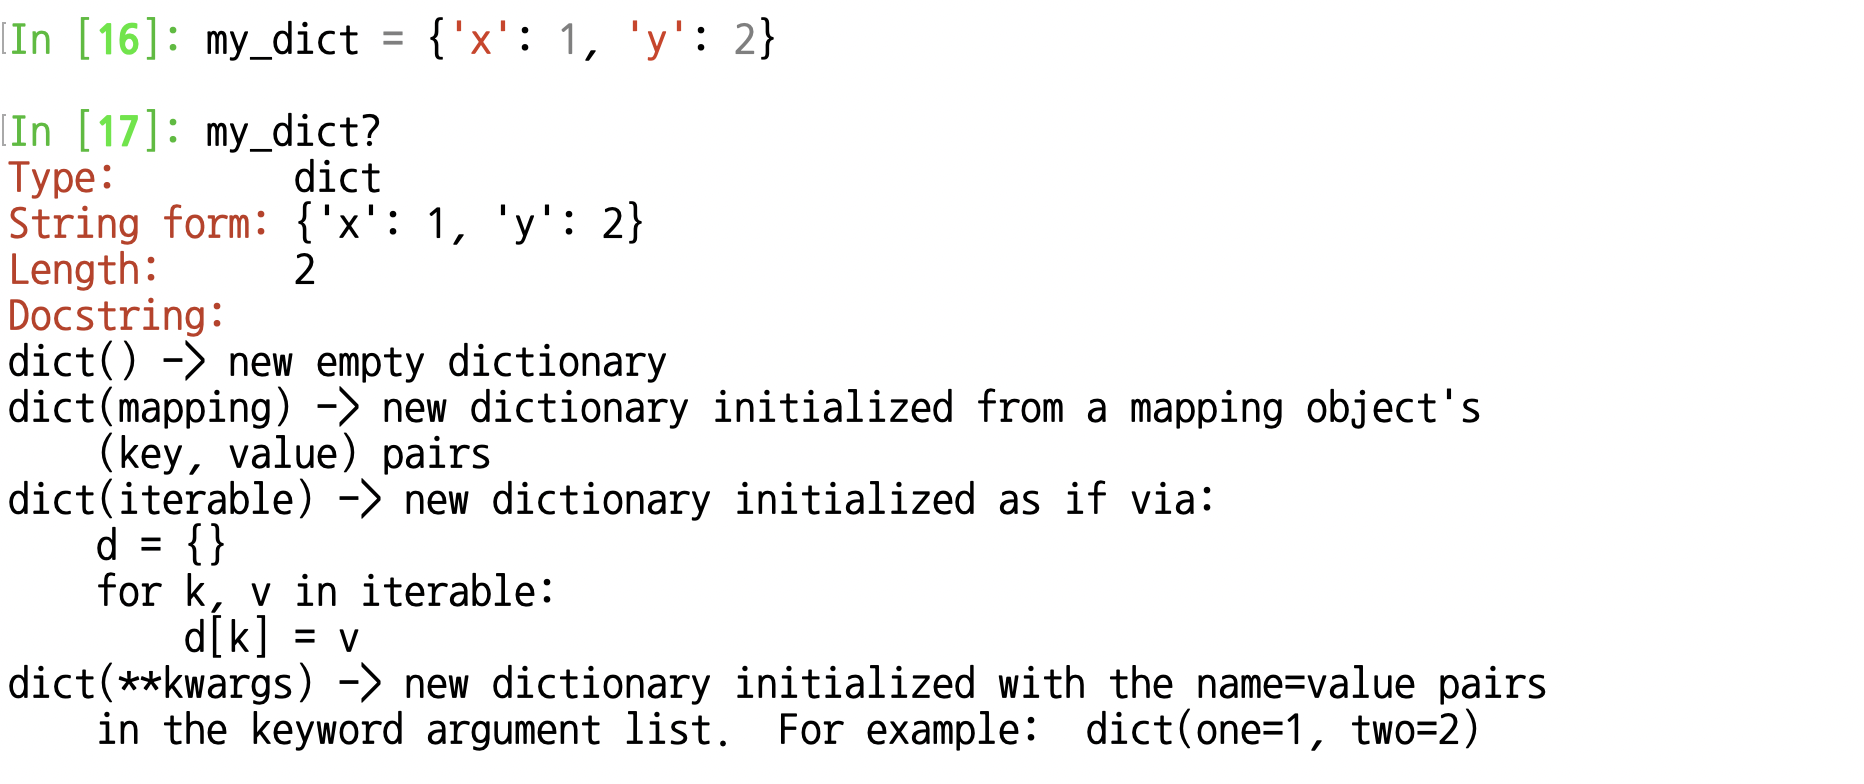 In [16]: my_dict = {'x': 1, 'y': 2}

In [17]: my_dict?
Type:        dict
String form: {'x': 1, 'y': 2}
Length:      2
Docstring:
dict() -> new empty dictionary
dict(mapping) -> new dictionary initialized from a mapping object's
    (key, value) pairs
dict(iterable) -> new dictionary initialized as if via:
    d = {}
    for k, v in iterable:
        d[k] = v
dict(**kwargs) -> new dictionary initialized with the name=value pairs
    in the keyword argument list.  For example:  dict(one=1, two=2)